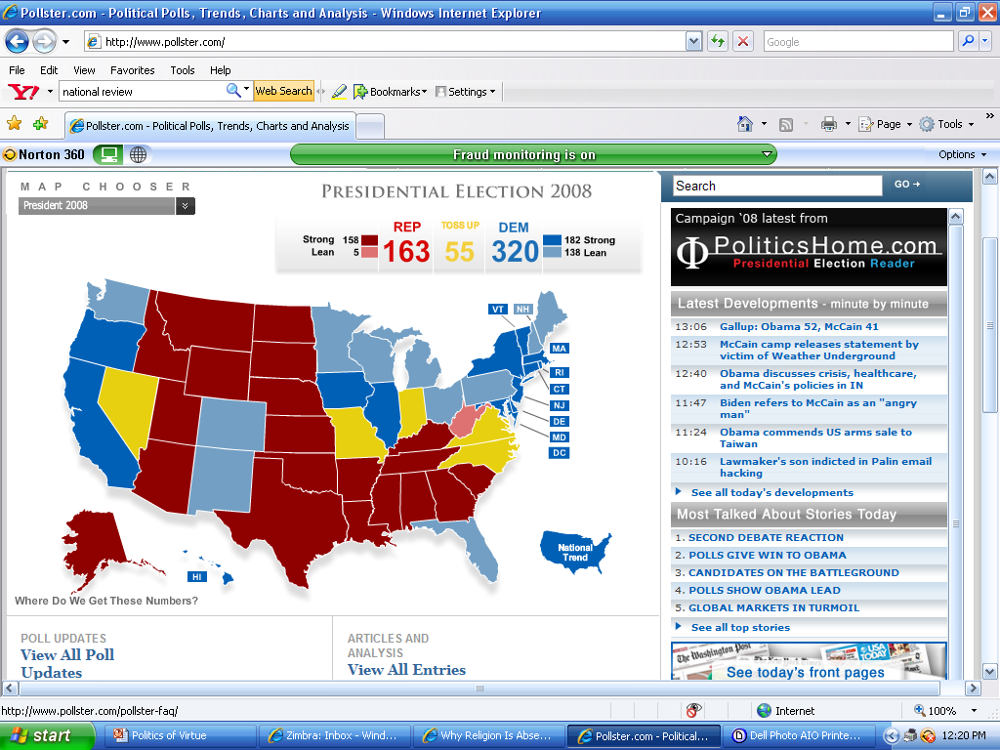 Pollster.com - Political Polls, Trends, Charts and Analysis - Windows Internet Explorer
http://www.pollster.com/
Google
File Edit View Favorites Tools Help
Y! national review Web Search Bookmarks Settings
Pollster.com - Political Polls, Trends, Charts and Analysis
Page Tools »
Norton 360 Fraud monitoring is on Options
MAP CHOOSER
President 2008
PRESIDENTIAL ELECTION 2008
REP TOSS UP DEM
Strong 158 163 55 320 182 Strong
Lean 5 138 Lean
VT NH
MA
RI
CT
NJ
DE
MD
DC
HI
National
Trend
Where Do We Get These Numbers?
POLL UPDATES
View All Poll
Updates
ARTICLES AND
ANALYSIS
View All Entries
Search GO
Campaign `08 latest from
PoliticsHome.com
Presidential Election Reader
Latest Developments - minute by minute
13:06 Gallup: Obama 52, McCain 41
12:53 McCain camp releases statement by
victim of Weather Underground
12:40 Obama discusses crisis, healthcare,
and McCain's policies in IN
11:47 Biden refers to McCain as an "angry
man"
11:24 Obama commends US arms sale to
Taiwan
10:16 Lawmaker's son indicted in Palin email
hacking
See all today's developments
Most Talked About Stories Today
1. SECOND DEBATE REACTION
2. POLLS GIVE WIN TO OBAMA
3. CANDIDATES ON THE BATTLEGROUND
4. POLLS SHOW OBAMA LEAD
5. GLOBAL MARKETS IN TURMOIL
See all top stories
The Washington Post
USA TODAY
See today's front pages
http://www.pollster.com/pollster-faq/ Internet 100%
start Politics of Virtue Zimbra: Inbox - Wind... Why Religion Is Abse... Pollster.com - Political... Dell Photo AIO Printe... 12:20 PM